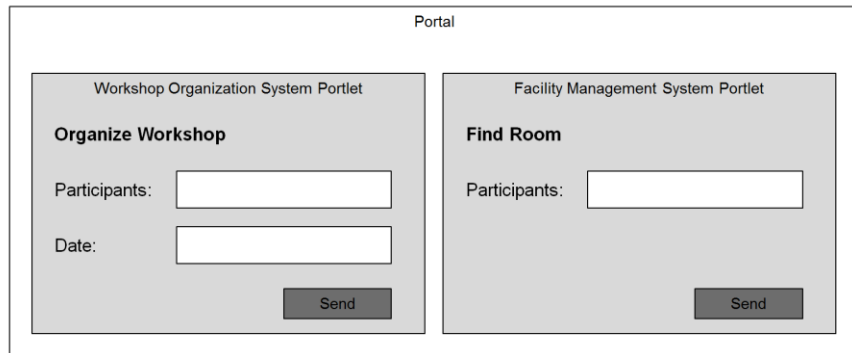 Portal
Workshop Organization System Portlet
Organize Workshop
Participants:
Date:
Send
Facility Management System Portlet
Find Room
Participants:
Send